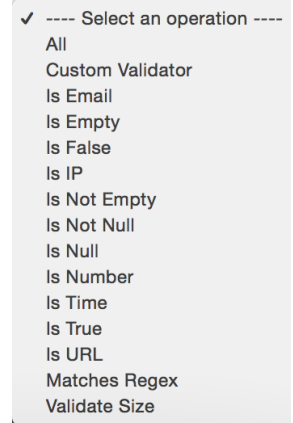 ✓ ---- Select an operation ----
All
Custom Validator
Is Email
Is Empty
Is False
Is IP
Is Not Empty
Is Not Null
Is Null
Is Number
Is Time
Is True
Is URL
Matches Regex
Validate Size